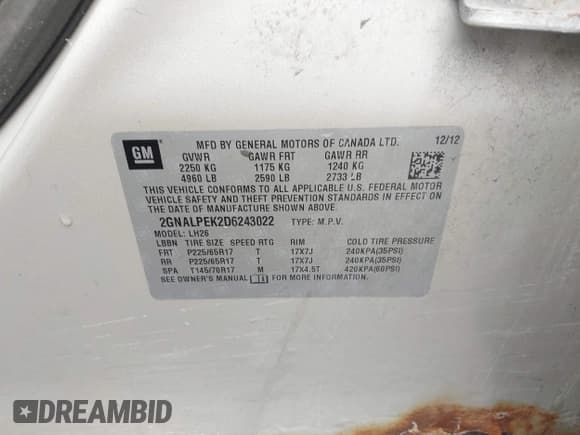 GM
MFD BY GENERAL MOTORS OF CANADA LTD. 12/12
GVWR GAWR FRT GAWR RR
2250 KG 1175 KG 1240 KG
4960 LB 2590 LB 2733 LB
THIS VEHICLE CONFORMS TO ALL APPLICABLE U.S. FEDERAL MOTOR
VEHICLE SAFETY AND THEFT PREVENTION STANDARDS IN EFFECT ON
THE DATE OF MANUFACTURE SHOWN ABOVE.
2GNALPEK2D6243022 TYPE: M.P.V.
MODEL: LH26
LBBN TIRE SIZE SPEED RTG RIM COLD TIRE PRESSURE
FRT P225/65R17 T 17X7J 240KPA(35PSI)
RR P225/65R17 T 17X7J 240KPA(35PSI)
SPA T145/70R17 M 17X4.5T 420KPA(60PSI)
SEE OWNER'S MANUAL FOR MORE INFORMATION.
DREAMBID